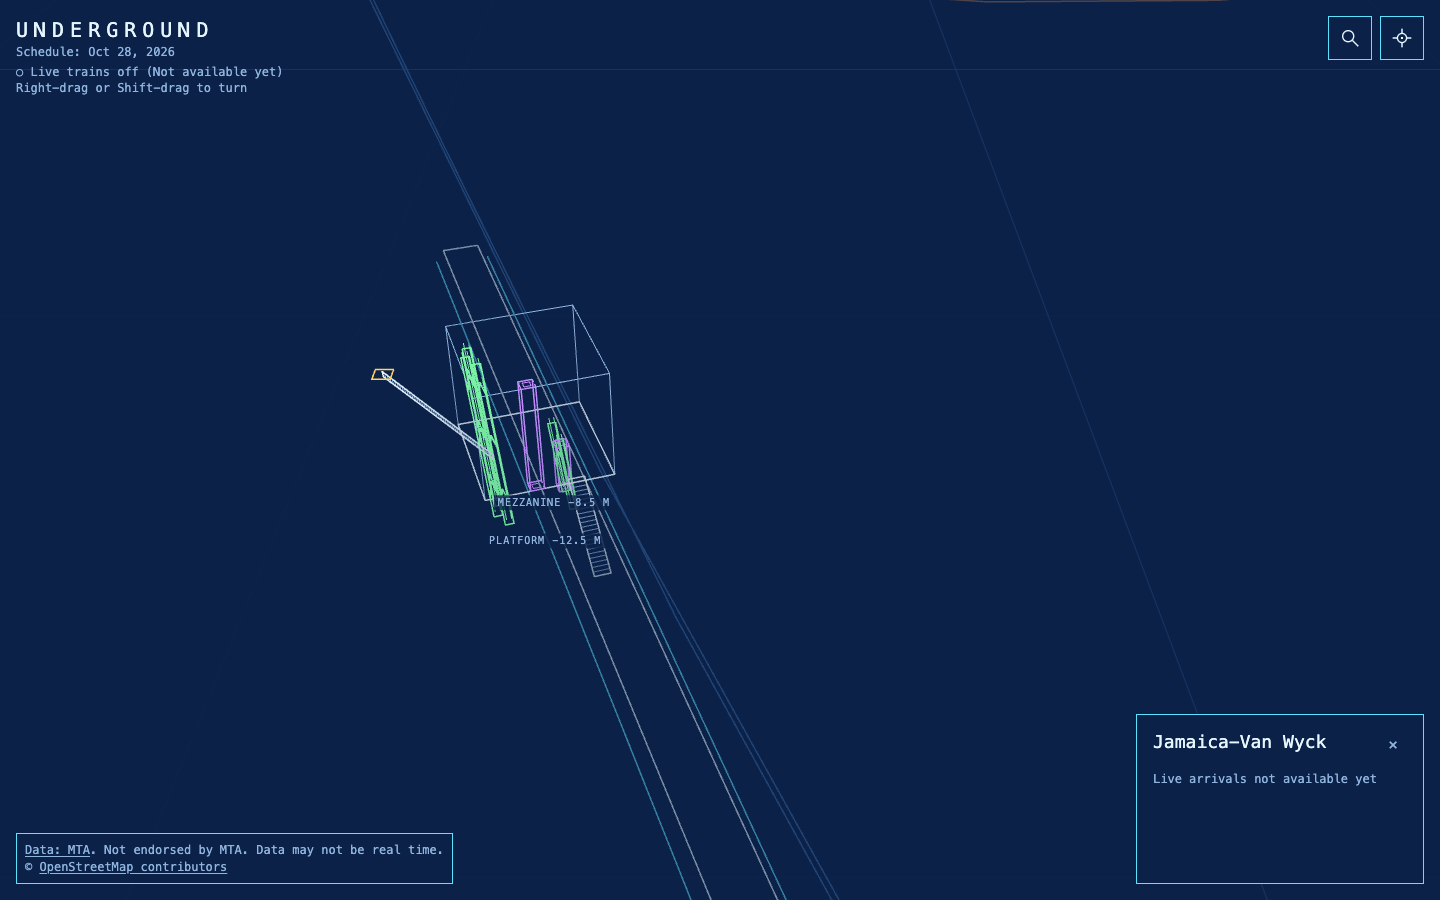 UNDERGROUND
Schedule: Oct 28, 2026
○ Live trains off (Not available yet)
Right-drag or Shift-drag to turn
MEZZANINE -8.5 M
PLATFORM -12.5 M
Jamaica-Van Wyck ×
Live arrivals not available yet
Data: MTA. Not endorsed by MTA. Data may not be real time.
© OpenStreetMap contributors